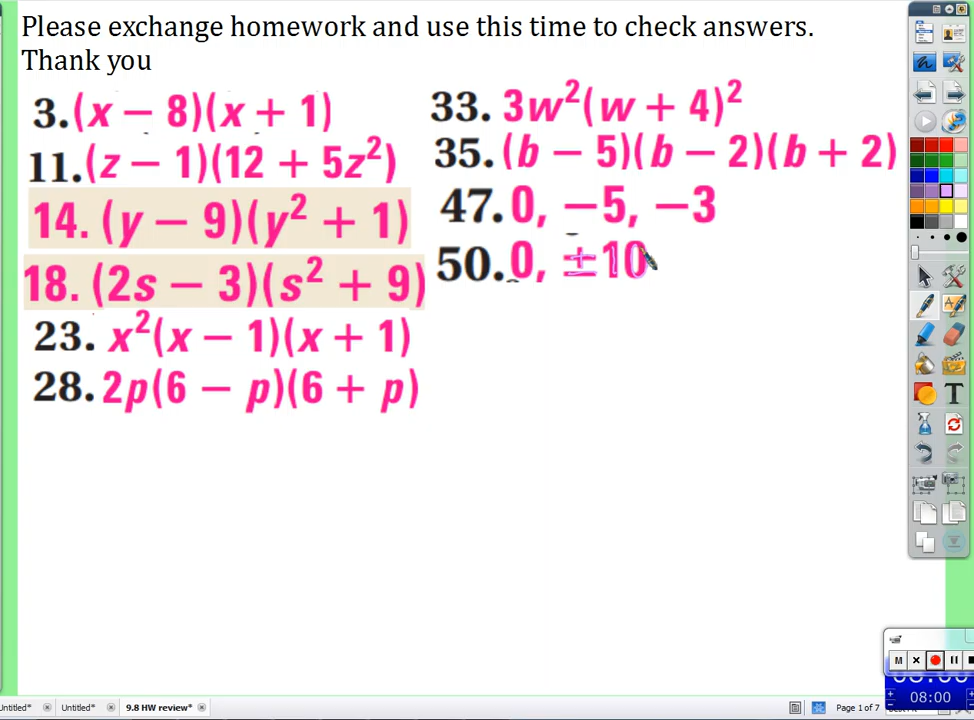 Please exchange homework and use this time to check answers.
Thank you
3. (x − 8)(x + 1)
11. (z − 1)(12 + 5z²)
14. (y − 9)(y² + 1)
18. (2s − 3)(s² + 9)
23. x²(x − 1)(x + 1)
28. 2p(6 − p)(6 + p)
33. 3w²(w + 4)²
35. (b − 5)(b − 2)(b + 2)
47. 0, −5, −3
50. 0, ±10
T
M
08:00
Untitled*
Untitled*
9.8 HW review*
Page 1 of 7